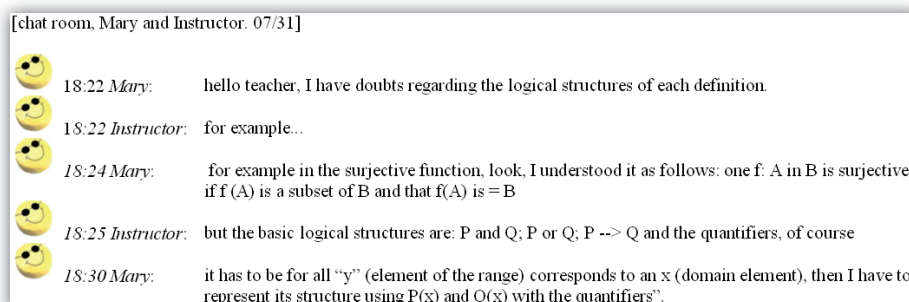 [chat room, Mary and Instructor. 07/31]
18:22 Mary: hello teacher, I have doubts regarding the logical structures of each definition.
18:22 Instructor: for example...
18:24 Mary: for example in the surjective function, look, I understood it as follows: one f: A in B is surjective
if f (A) is a subset of B and that f(A) is = B
18:25 Instructor: but the basic logical structures are: P and Q; P or Q; P --> Q and the quantifiers, of course
18:30 Mary: it has to be for all “y” (element of the range) corresponds to an x (domain element), then I have to
represent its structure using P(x) and Q(x) with the quantifiers”.